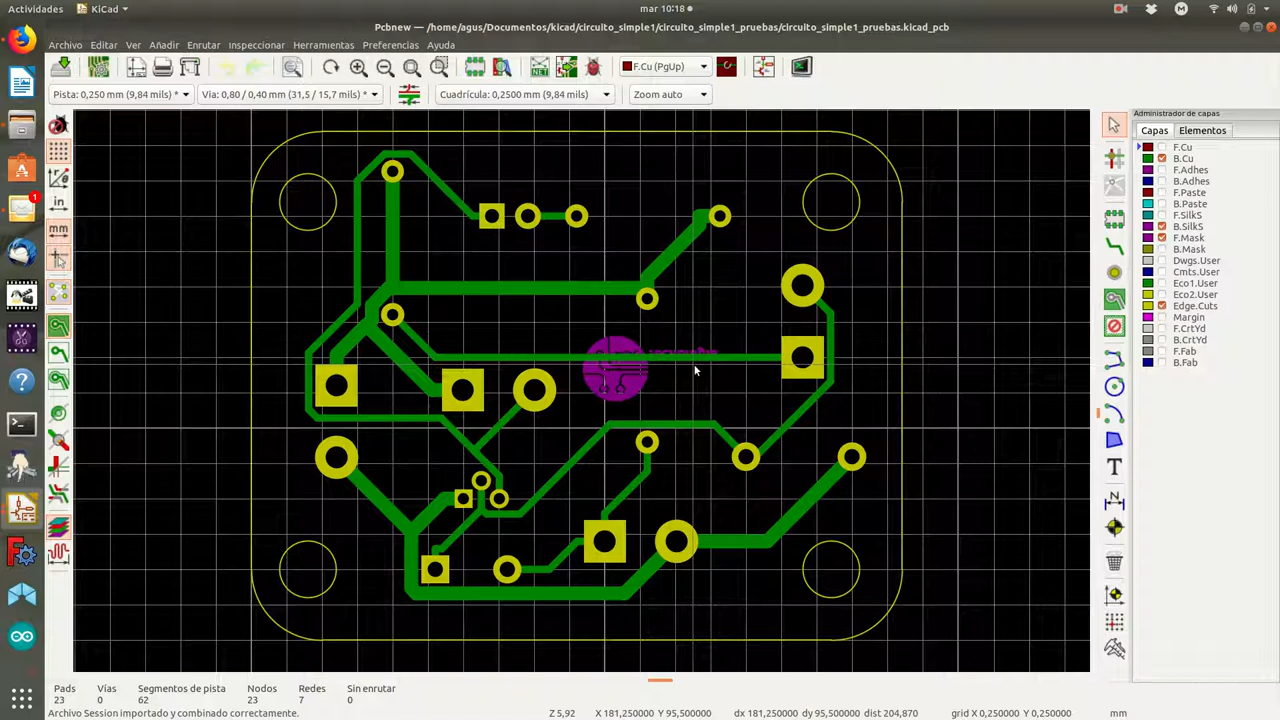 Actividades
KiCad
mar 10:18
Pcbnew — /home/agus/Documentos/kicad/circuito_simple1/circuito_simple1_pruebas/circuito_simple1_pruebas.kicad_pcb
Archivo Editar Ver Añadir Enrutar Inspeccionar Herramientas Preferencias Ayuda
NET
F.Cu (PgUp)
Pista: 0,250 mm (9,84 mils) *
Via: 0,80 / 0,40 mm (31,5 / 15,7 mils) *
Cuadrícula: 0,2500 mm (9,84 mils)
Zoom auto
in
mm
1
Administrador de capas
Capas Elementos
F.Cu
B.Cu
F.Adhes
B.Adhes
F.Paste
B.Paste
F.SilkS
B.SilkS
F.Mask
B.Mask
Dwgs.User
Cmts.User
Eco1.User
Eco2.User
Edge.Cuts
Margin
F.CrtYd
B.CrtYd
F.Fab
B.Fab
Pads Vías Segmentos de pista Nodos Redes Sin enrutar
23 0 62 23 7 0
Archivo Session importado y combinado correctamente.
Z 5,92 X 181,250000 Y 95,500000 dx 181,250000 dy 95,500000 dist 204,870 grid X 0,250000 Y 0,250000 mm